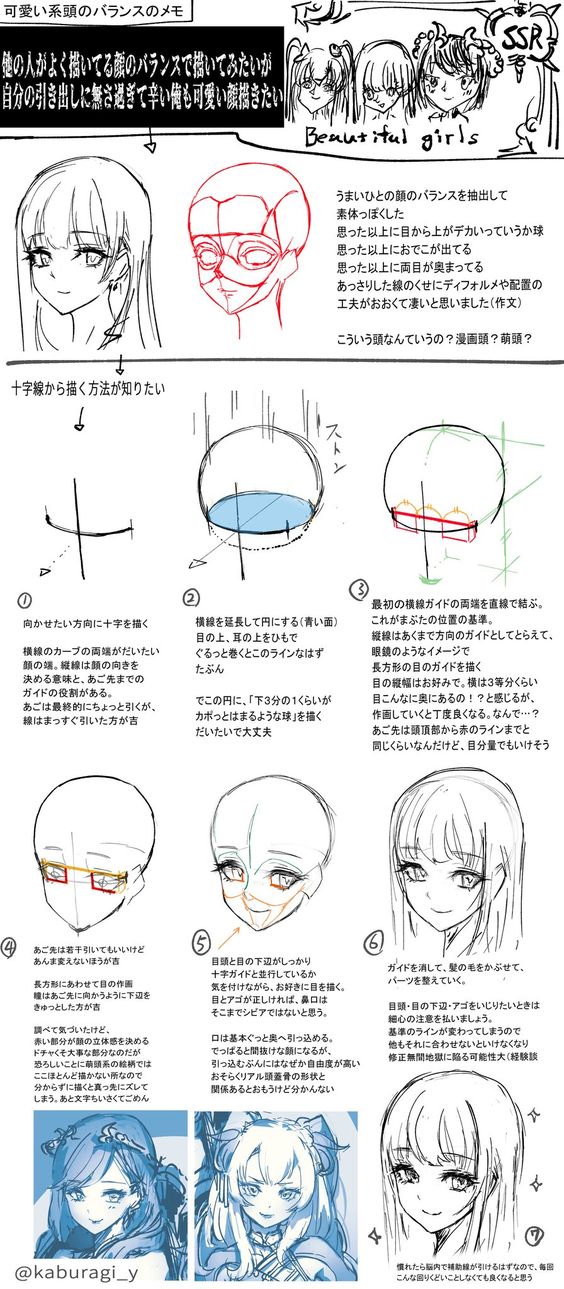 可愛い系頭のバランスのメモ
他の人がよく描いてる顔のバランスで描いてみたいが
自分の引き出しに無さ過ぎて辛い俺も可愛い顔描きたい
SSR
Beautiful girls
うまいひとの顔のバランスを抽出して
素体っぽくした
思った以上に目から上がデカいっていうか球
思った以上におでこが出てる
思った以上に両目が奥まってる
あっさりした線のくせにディフォルメや配置の
工夫がおおくて凄いと思いました(作文)
こういう頭なんていうの?漫画頭?萌頭?
十字線から描く方法が知りたい
ストン
①
向かせたい方向に十字を描く
横線のカーブの両端がだいたい
顔の端。縦線は顔の向きを
決める意味と、あご先までの
ガイドの役割がある。
あごは最終的にちょっと引くが、
線はまっすぐ引いた方が吉
②
横線を延長して円にする(青い面)
目の上、耳の上をひもで
ぐるっと巻くとこのラインなはず
たぶん
でこの円に、「下3分の1くらいが
カポっとはまるような球」を描く
だいたいで大丈夫
③
最初の横線ガイドの両端を直線で結ぶ。
これがまぶたの位置の基準。
縦線はあくまで方向のガイドとしてとらえて、
眼鏡のようなイメージで
長方形の目のガイドを描く
目の縦幅はお好みで。横は3等分くらい
目こんなに奥にあるの!?と感じるが、
作画していくと丁度良くなる。なんで…?
あご先は頭頂部から赤のラインまでと
同じくらいなんだけど、目分量でもいけそう
④
あご先は若干引いてもいいけど
あんま変えないほうが吉
長方形にあわせて目の作画
瞳はあご先に向かうように下辺を
きゅっとした方が吉
調べて気づいたけど、
赤い部分が顔の立体感を決める
ドチャくそ大事な部分なのだが
恐ろしいことに萌頭系の絵柄では
ここほとんど描かない所なので
分からずに描くと真っ先にズレて
しまう。あと文字ちいさくてごめん
⑤
目頭と目の下辺がしっかり
十字ガイドと並行しているか
気を付けながら、お好きに目を描く。
目とアゴが正しければ、鼻口は
そこまでシビアではないと思う。
口は基本ぐっと奥へ引っ込める。
でっぱると間抜けな顔になるが、
引っ込むぶんにはなぜか自由度が高い
おそらくリアル頭蓋骨の形状と
関係あるとおもうけど分かんない
⑥
ガイドを消して、髪の毛をかぶせて、
パーツを整えていく。
目頭・目の下辺・アゴをいじりたいときは
細心の注意を払いましょう。
基準のラインが変わってしまうので
他もそれに合わせないといけなくなり
修正無間地獄に陥る可能性大(経験談
⑦
慣れたら脳内で補助線が引けるはずなので、毎回
こんな回りくどいことしなくても良くなると思う
@kaburagi_y